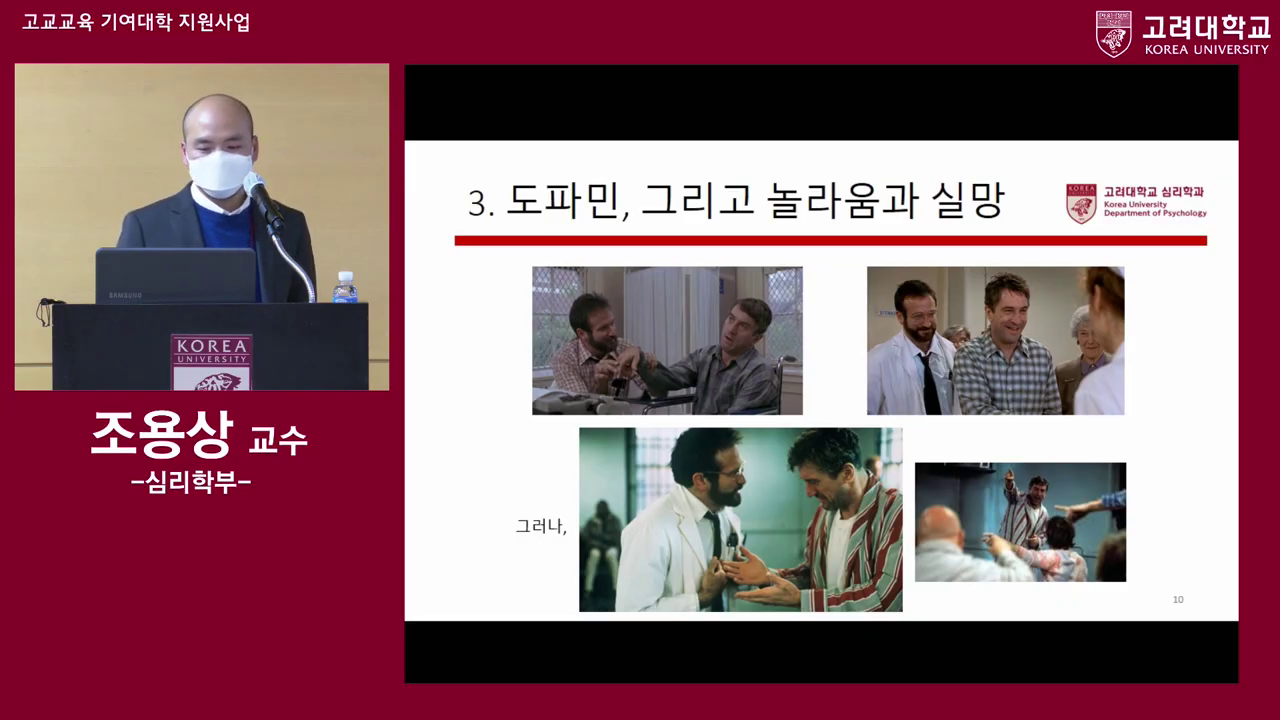 고교교육 기여대학 지원사업
고려대학교
KOREA UNIVERSITY
3. 도파민, 그리고 놀라움과 실망
KOREA
고려대학교 심리학과
Korea University
Department of Psychology
SAMSUNG
KOREA
UNIVERSITY
조용상 교수
-심리학부-
그러나,
10